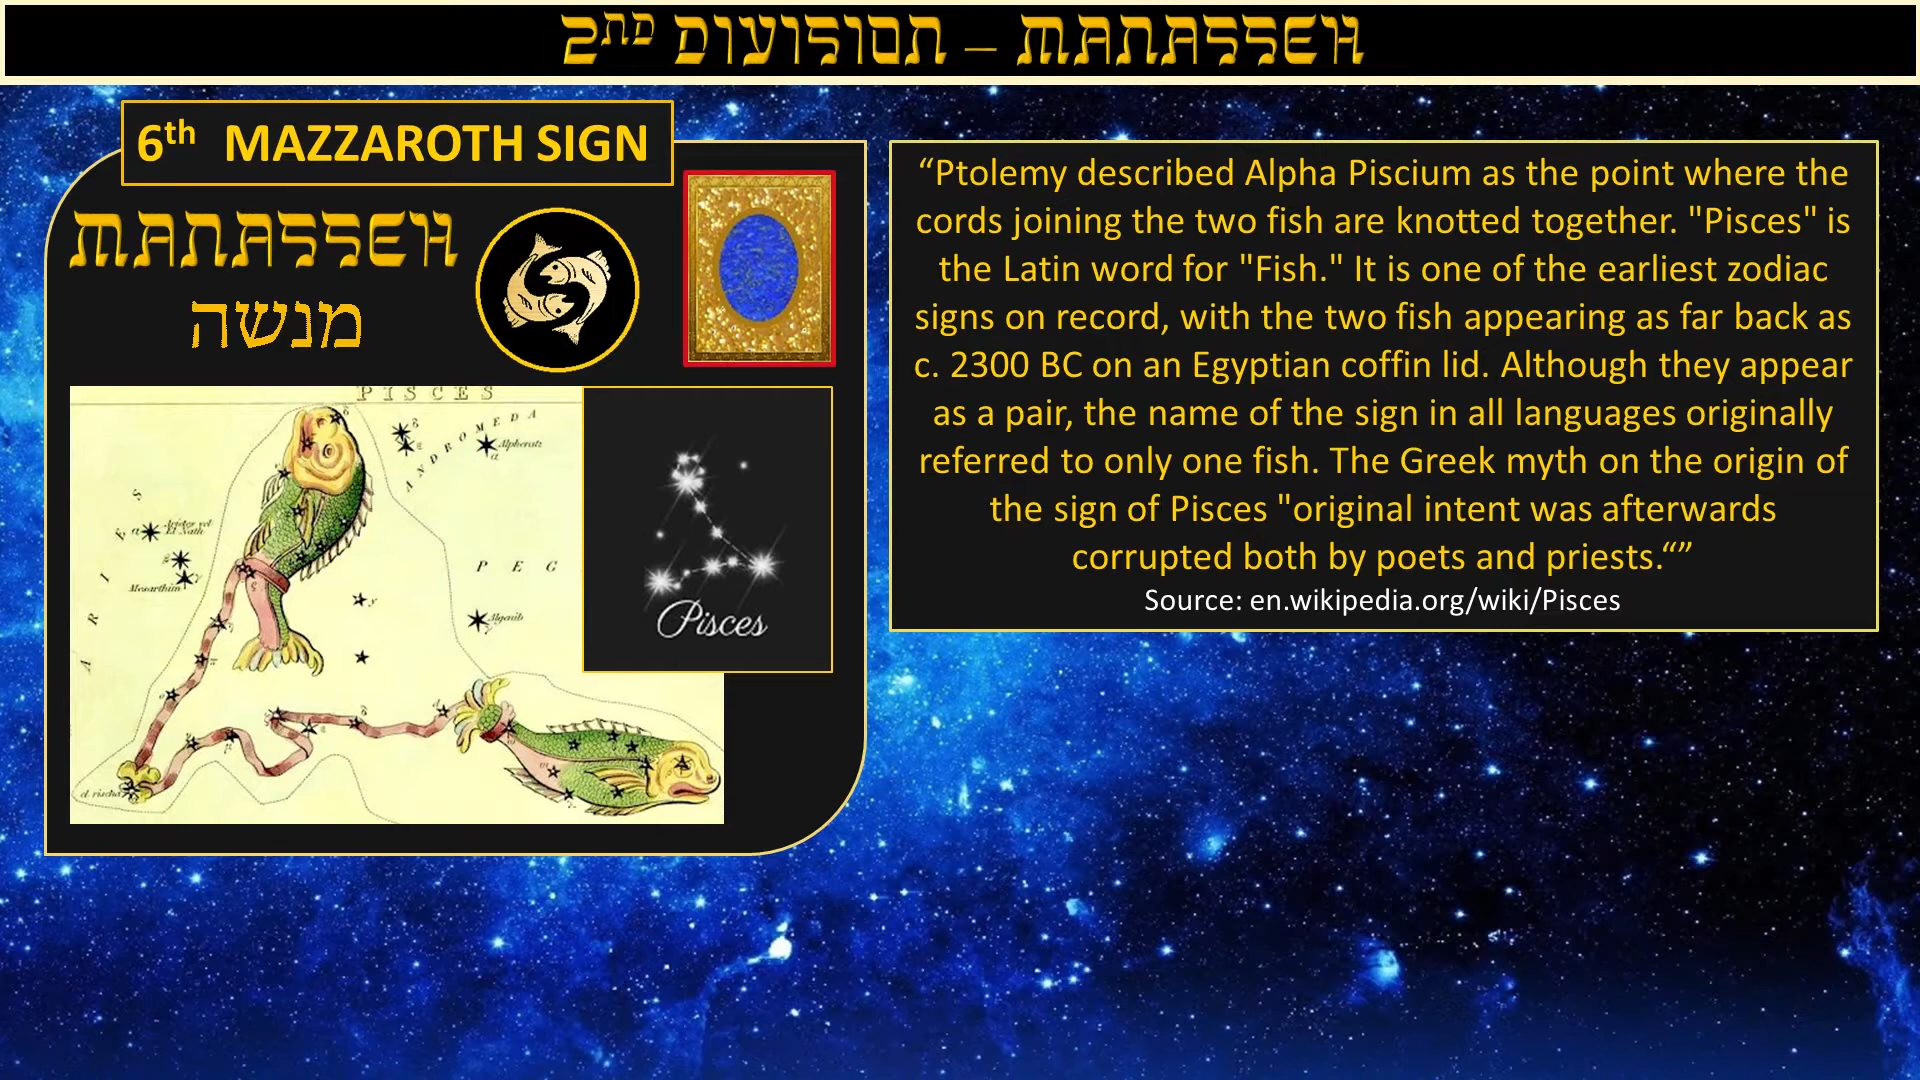 2ND DIVISION – MANASSEH
6th MAZZAROTH SIGN
MANASSEH
מנשה
“Ptolemy described Alpha Piscium as the point where the
cords joining the two fish are knotted together. "Pisces" is
the Latin word for "Fish." It is one of the earliest zodiac
signs on record, with the two fish appearing as far back as
c. 2300 BC on an Egyptian coffin lid. Although they appear
as a pair, the name of the sign in all languages originally
referred to only one fish. The Greek myth on the origin of
the sign of Pisces "original intent was afterwards
corrupted both by poets and priests.“”
Source: en.wikipedia.org/wiki/Pisces
PISCES
ANDROMEDA
Alpheratz
α
ARIES
Mesarthim
γ
PEG
Algenib
γ
el rischa
Pisces